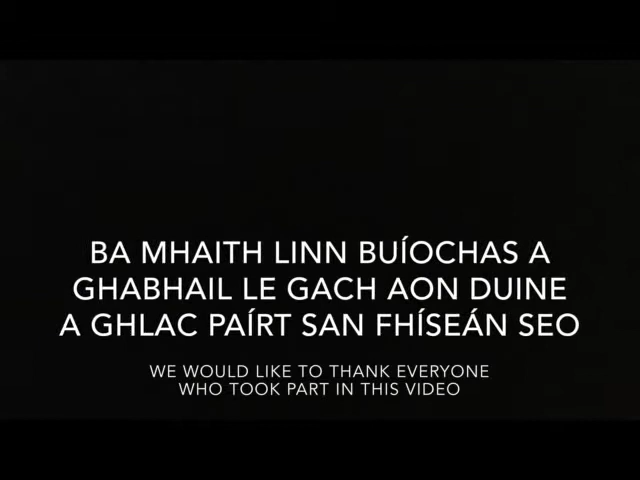 BA MHAITH LINN BUÍOCHAS A
GHABHAIL LE GACH AON DUINE
A GHLAC PAÍRT SAN FHÍSEÁN SEO
WE WOULD LIKE TO THANK EVERYONE
WHO TOOK PART IN THIS VIDEO